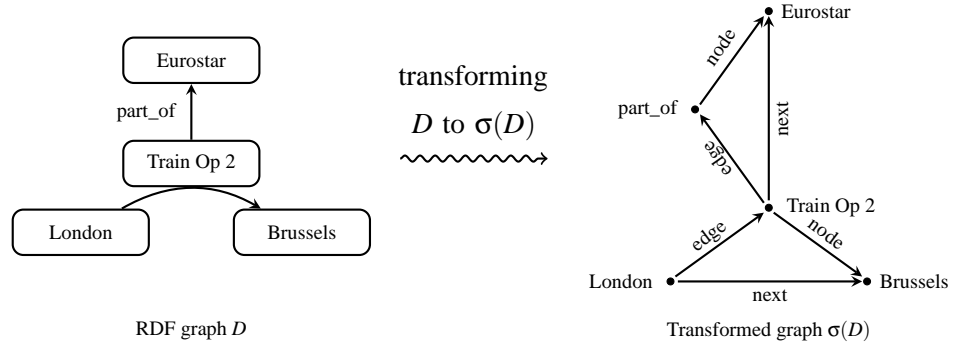 Eurostar
part_of
Train Op 2
London
Brussels
RDF graph D
transforming
D to σ(D)
Eurostar
node
part_of
next
edge
Train Op 2
edge
node
London
Brussels
next
Transformed graph σ(D)